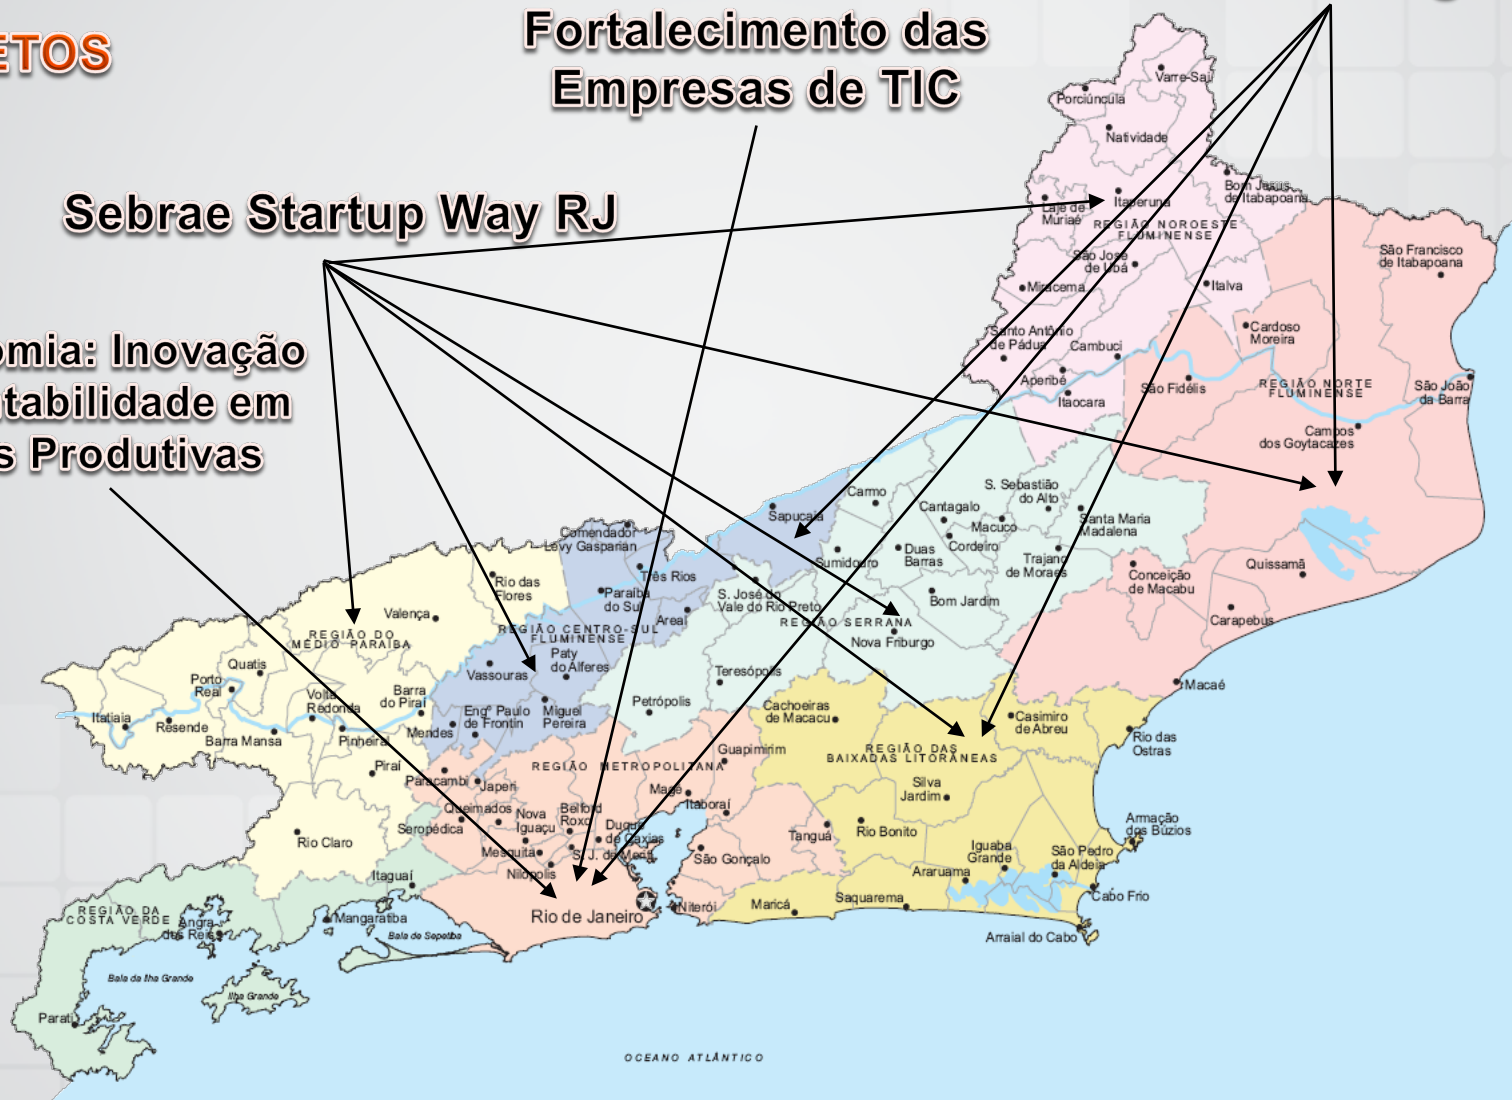 ETOS
Fortalecimento das
Empresas de TIC
Sebrae Startup Way RJ
omia: Inovação
ntabilidade em
s Produtivas
Varre-Sai
Porciúncula
Natividade
Bom Jesus
de Itabapoana
Itaperuna
Laje de
Muriaé
REGIÃO NOROESTE
FLUMINENSE
São José
de Ubá
Miracema
Italva
São Francisco
de Itabapoana
Santo Antônio
de Pádua
Cambuci
Cardoso
Moreira
Aperibé
Itaocara
São Fidélis
REGIÃO NORTE
FLUMINENSE
São João
da Barra
Campos
dos Goytacazes
Carmo
Cantagalo
S. Sebastião
do Alto
Macuco
Santa Maria
Madalena
Sapucaia
Comendador
Levy Gasparian
Sumidouro
Duas
Barras
Cordeiro
Trajano
de Moraes
Conceição
de Macabu
Quissamã
Carapebus
Três Rios
Rio das
Flores
Paraíba
do Sul
Areal
S. José do
Vale do Rio Preto
Bom Jardim
REGIÃO SERRANA
Nova Friburgo
Valença
REGIÃO DO
MÉDIO PARAÍBA
REGIÃO CENTRO-SUL
FLUMINENSE
Paty
do Alferes
Vassouras
Teresópolis
Petrópolis
Macaé
Quatis
Porto
Real
Itatiaia
Resende
Barra Mansa
Volta
Redonda
Pinheiral
Barra
do Piraí
Mendes
Engº Paulo
de Frontin
Miguel
Pereira
Cachoeiras
de Macacu
Casimiro
de Abreu
Rio das
Ostras
Guapimirim
REGIÃO DAS
BAIXADAS LITORÂNEAS
REGIÃO METROPOLITANA
Piraí
Paracambi
Japeri
Magé
Itaboraí
Silva
Jardim
Queimados
Seropédica
Nova
Iguaçu
Belford
Roxo
Duque
de Caxias
Mesquita
S. J. de Meriti
Nilópolis
Rio Claro
Tanguá
Rio Bonito
Armação
dos Búzios
São Gonçalo
Iguaba
Grande
São Pedro
da Aldeia
Araruama
Cabo Frio
Itaguaí
Mangaratiba
REGIÃO DA
COSTA VERDE
Angra
dos Reis
Rio de Janeiro
Niterói
Maricá
Saquarema
Arraial do Cabo
Baía de Sepetiba
Baía da Ilha Grande
Ilha Grande
Parati
OCEANO ATLÂNTICO